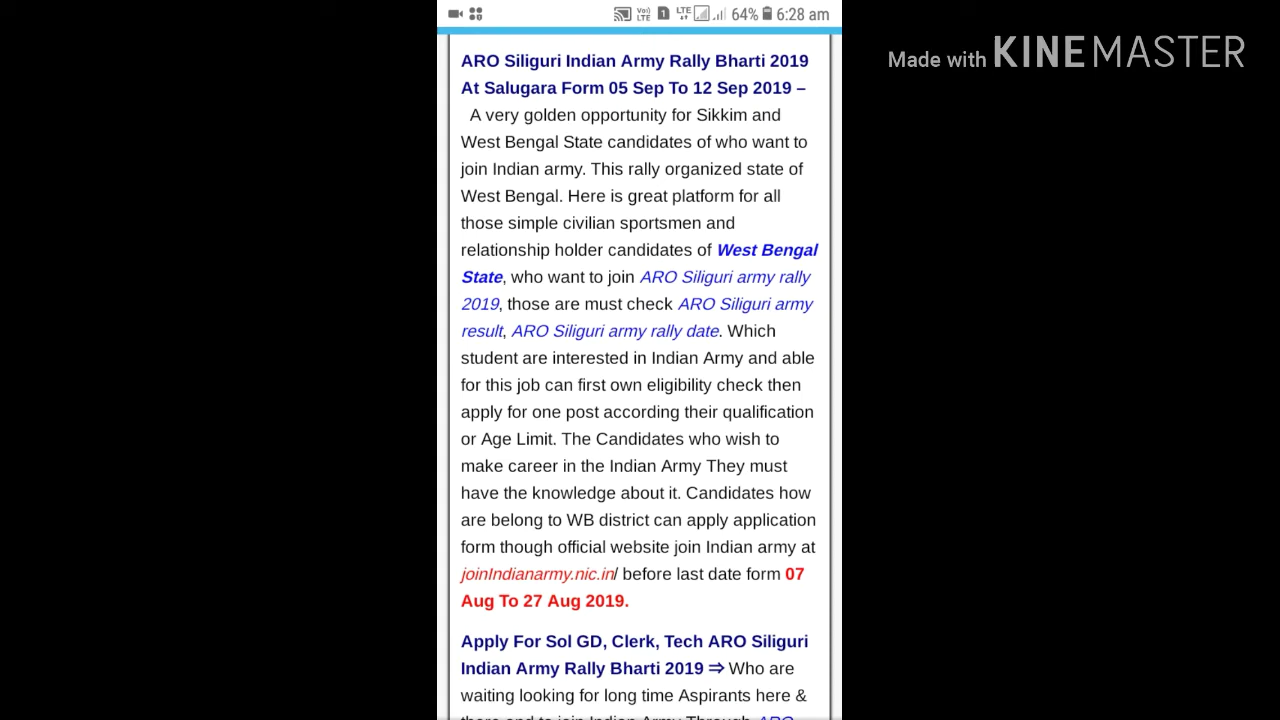 64% 6:28 am
Made with KINEMASTER
ARO Siliguri Indian Army Rally Bharti 2019
At Salugara Form 05 Sep To 12 Sep 2019 –
A very golden opportunity for Sikkim and
West Bengal State candidates of who want to
join Indian army. This rally organized state of
West Bengal. Here is great platform for all
those simple civilian sportsmen and
relationship holder candidates of West Bengal
State, who want to join ARO Siliguri army rally
2019, those are must check ARO Siliguri army
result, ARO Siliguri army rally date. Which
student are interested in Indian Army and able
for this job can first own eligibility check then
apply for one post according their qualification
or Age Limit. The Candidates who wish to
make career in the Indian Army They must
have the knowledge about it. Candidates how
are belong to WB district can apply application
form though official website join Indian army at
joinIndianarmy.nic.in/ before last date form 07
Aug To 27 Aug 2019.
Apply For Sol GD, Clerk, Tech ARO Siliguri
Indian Army Rally Bharti 2019 ⇒ Who are
waiting looking for long time Aspirants here &
there and to join Indian Army Through ARO